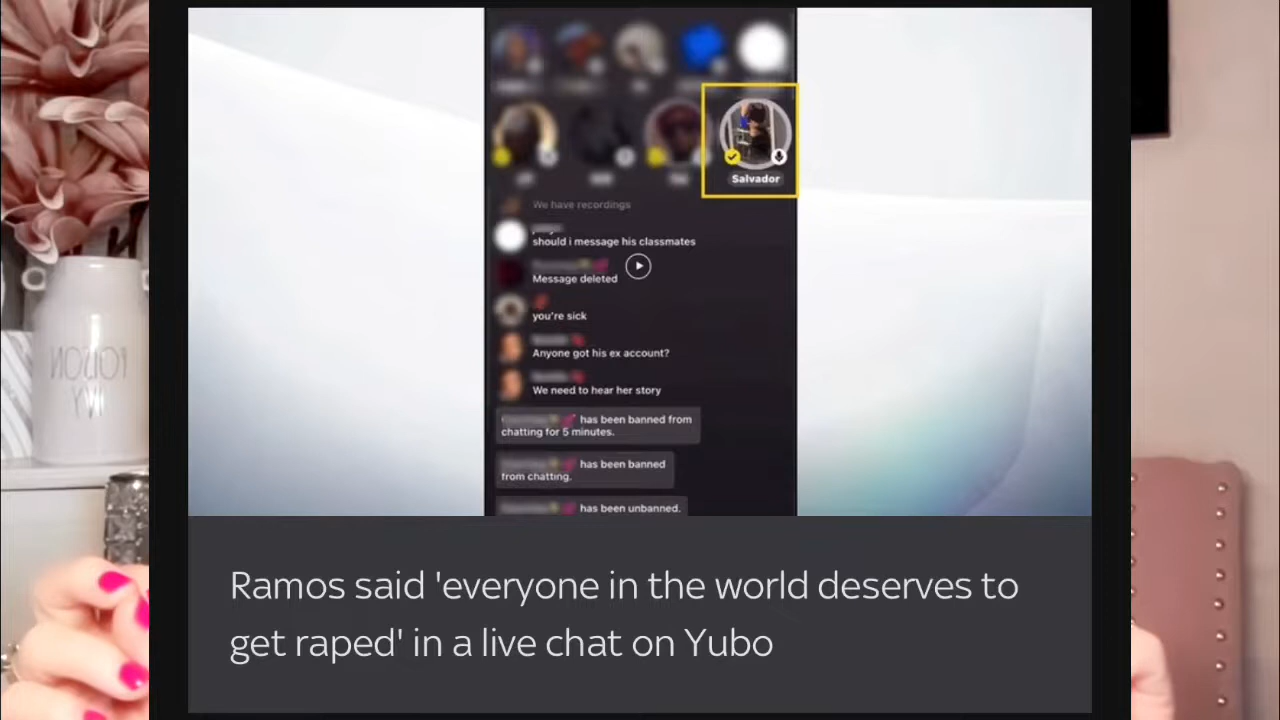 Salvador
We have recordings
should i message his classmates
Message deleted
you're sick
Anyone got his ex account?
We need to hear her story
has been banned from
chatting for 5 minutes.
has been banned
from chatting.
has been unbanned.
Ramos said 'everyone in the world deserves to
get raped' in a live chat on Yubo